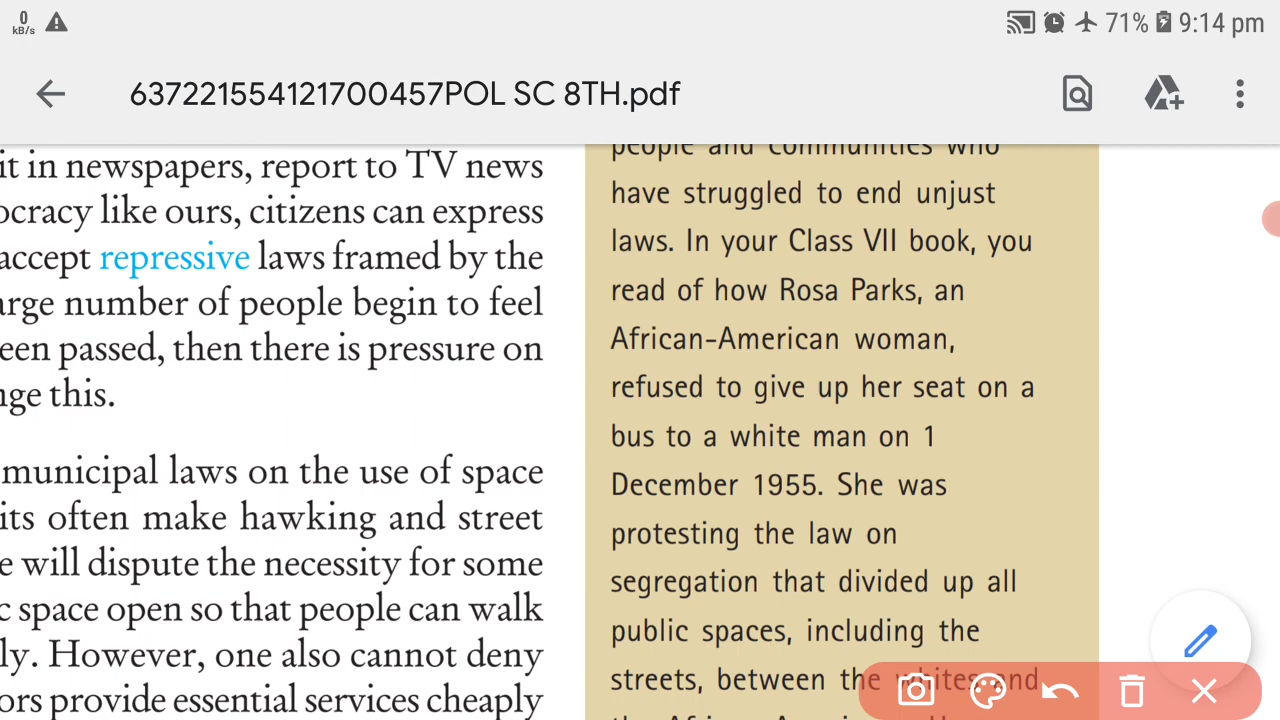 0
kB/s
71% 9:14 pm
637221554121700457POL SC 8TH.pdf
it in newspapers, report to TV news
ocracy like ours, citizens can express
accept repressive laws framed by the
arge number of people begin to feel
een passed, then there is pressure on
nge this.
municipal laws on the use of space
its often make hawking and street
e will dispute the necessity for some
c space open so that people can walk
ly. However, one also cannot deny
ors provide essential services cheaply
people and communities who
have struggled to end unjust
laws. In your Class VII book, you
read of how Rosa Parks, an
African-American woman,
refused to give up her seat on a
bus to a white man on 1
December 1955. She was
protesting the law on
segregation that divided up all
public spaces, including the
streets, between the whites and